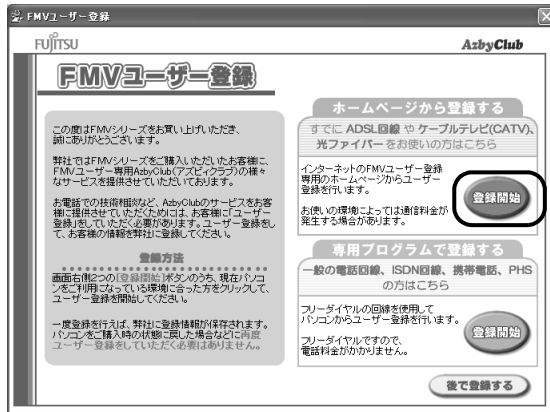 FMVユーザー登録
FUJITSU
AzbyClub
FMVユーザー登録
この度はFMVシリーズをお買い上げいただき、
誠にありがとうございます。
弊社ではFMVシリーズをご購入いただいたお客様に、
FMVユーザー専用AzbyClub(アズビィクラブ)の様々
なサービスを提供させていただいております。
お電話での技術相談など、AzbyClubのサービスをお客
様に提供させていただくためには、お客様に「ユーザー
登録」をしていただく必要があります。ユーザー登録をし
て、お客様の情報を弊社に登録してください。
登録方法
画面右側2つの[登録開始]ボタンのうち、現在パソコ
ンをご利用になっている環境に合った方をクリックして、
ユーザー登録を開始してください。
一度登録を行えば、弊社に登録情報が保存されます。
パソコンをご購入時の状態に戻した場合などに再度
ユーザー登録をしていただく必要はありません。
ホームページから登録する
すでに ADSL回線 や ケーブルテレビ(CATV)、
光ファイバー をお使いの方はこちら
インターネットのFMVユーザー登録
専用のホームページからユーザー
登録を行います。
お使いの環境によっては通信料金が
発生する場合があります。
登録開始
専用プログラムで登録する
一般の電話回線、ISDN回線、携帯電話、PHS
の方はこちら
フリーダイヤルの回線を使用して
パソコンからユーザー登録を行います。
フリーダイヤルですので、
電話料金がかかりません。
登録開始
後で登録する